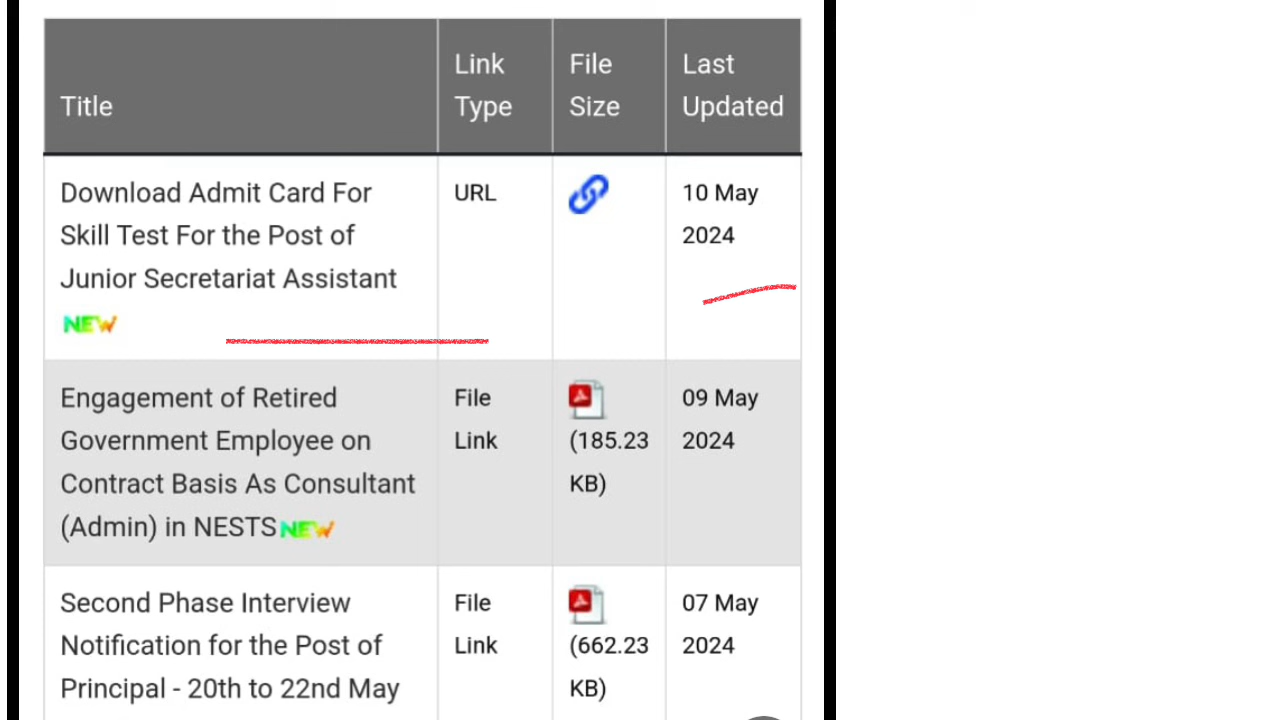 Title
Link
Type
File
Size
Last
Updated
Download Admit Card For
Skill Test For the Post of
Junior Secretariat Assistant
NEW
URL
10 May
2024
Engagement of Retired
Government Employee on
Contract Basis As Consultant
(Admin) in NESTS NEW
File
Link
(185.23
KB)
09 May
2024
Second Phase Interview
Notification for the Post of
Principal - 20th to 22nd May
File
Link
(662.23
KB)
07 May
2024